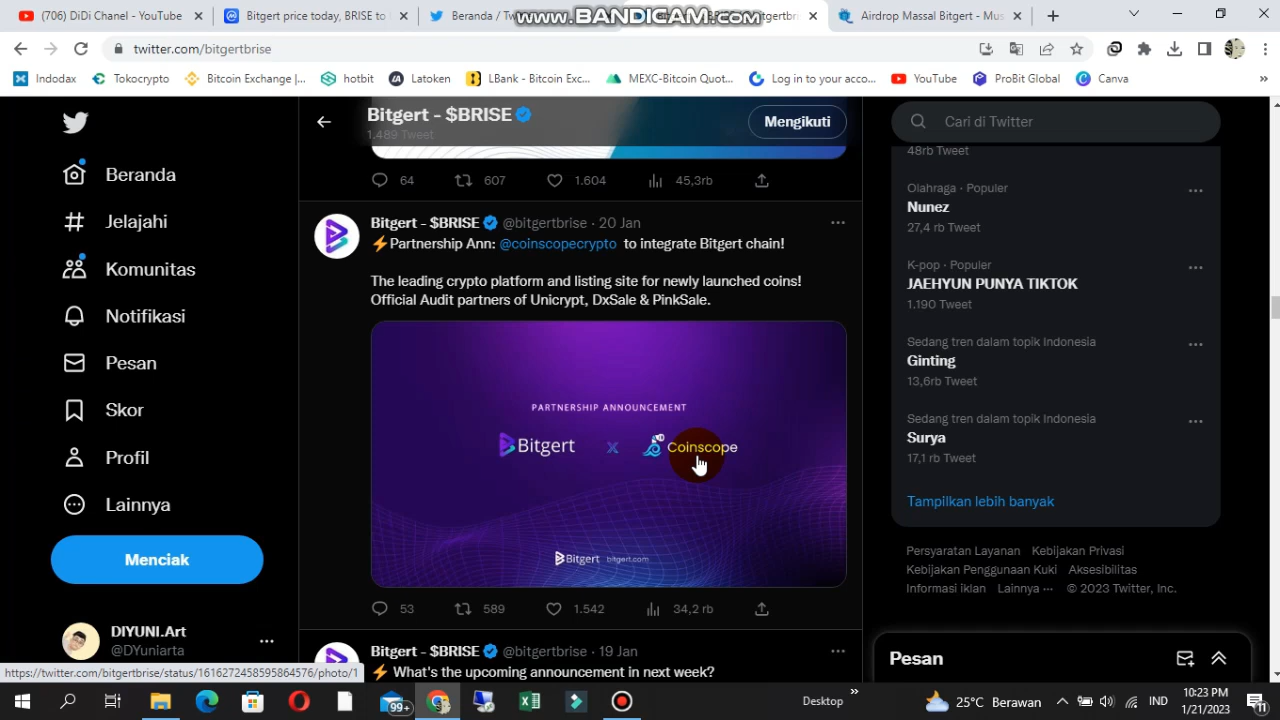 (706) DiDi Chanel - YouTube
Bitgert price today, BRISE to
Beranda / Tw
Airdrop Massal Bitgert - Mus
www.BANDICAM.com
twitter.com/bitgertbrise
Indodax
Tokocrypto
Bitcoin Exchange |...
hotbit
Latoken
LBank - Bitcoin Exc...
MEXC-Bitcoin Quot...
Log in to your acco...
YouTube
ProBit Global
Canva
Beranda
Jelajahi
Komunitas
Notifikasi
Pesan
Skor
Profil
Lainnya
Menciak
DIYUNI.Art
@DYuniarta
Bitgert - $BRISE
1.489 Tweet
Mengikuti
64 607 1.604 45,3rb
Bitgert - $BRISE @bitgertbrise · 20 Jan
⚡Partnership Ann: @coinscopecrypto to integrate Bitgert chain!
The leading crypto platform and listing site for newly launched coins!
Official Audit partners of Unicrypt, DxSale & PinkSale.
PARTNERSHIP ANNOUNCEMENT
Bitgert X Coinscope
Bitgert bitgert.com
53 589 1.542 34,2 rb
Bitgert - $BRISE @bitgertbrise · 19 Jan
⚡ What's the upcoming announcement in next week?
Cari di Twitter
48rb Tweet
Olahraga · Populer
Nunez
27,4 rb Tweet
K-pop · Populer
JAEHYUN PUNYA TIKTOK
1.190 Tweet
Sedang tren dalam topik Indonesia
Ginting
13,6rb Tweet
Sedang tren dalam topik Indonesia
Surya
17,1 rb Tweet
Tampilkan lebih banyak
Persyaratan Layanan Kebijakan Privasi
Kebijakan Penggunaan Kuki Aksesibilitas
Informasi iklan Lainnya ··· © 2023 Twitter, Inc.
Pesan
https://twitter.com/bitgertbrise/status/1616272458595864576/photo/1
99+
Desktop
25°C Berawan
IND
10:23 PM
1/21/2023
11